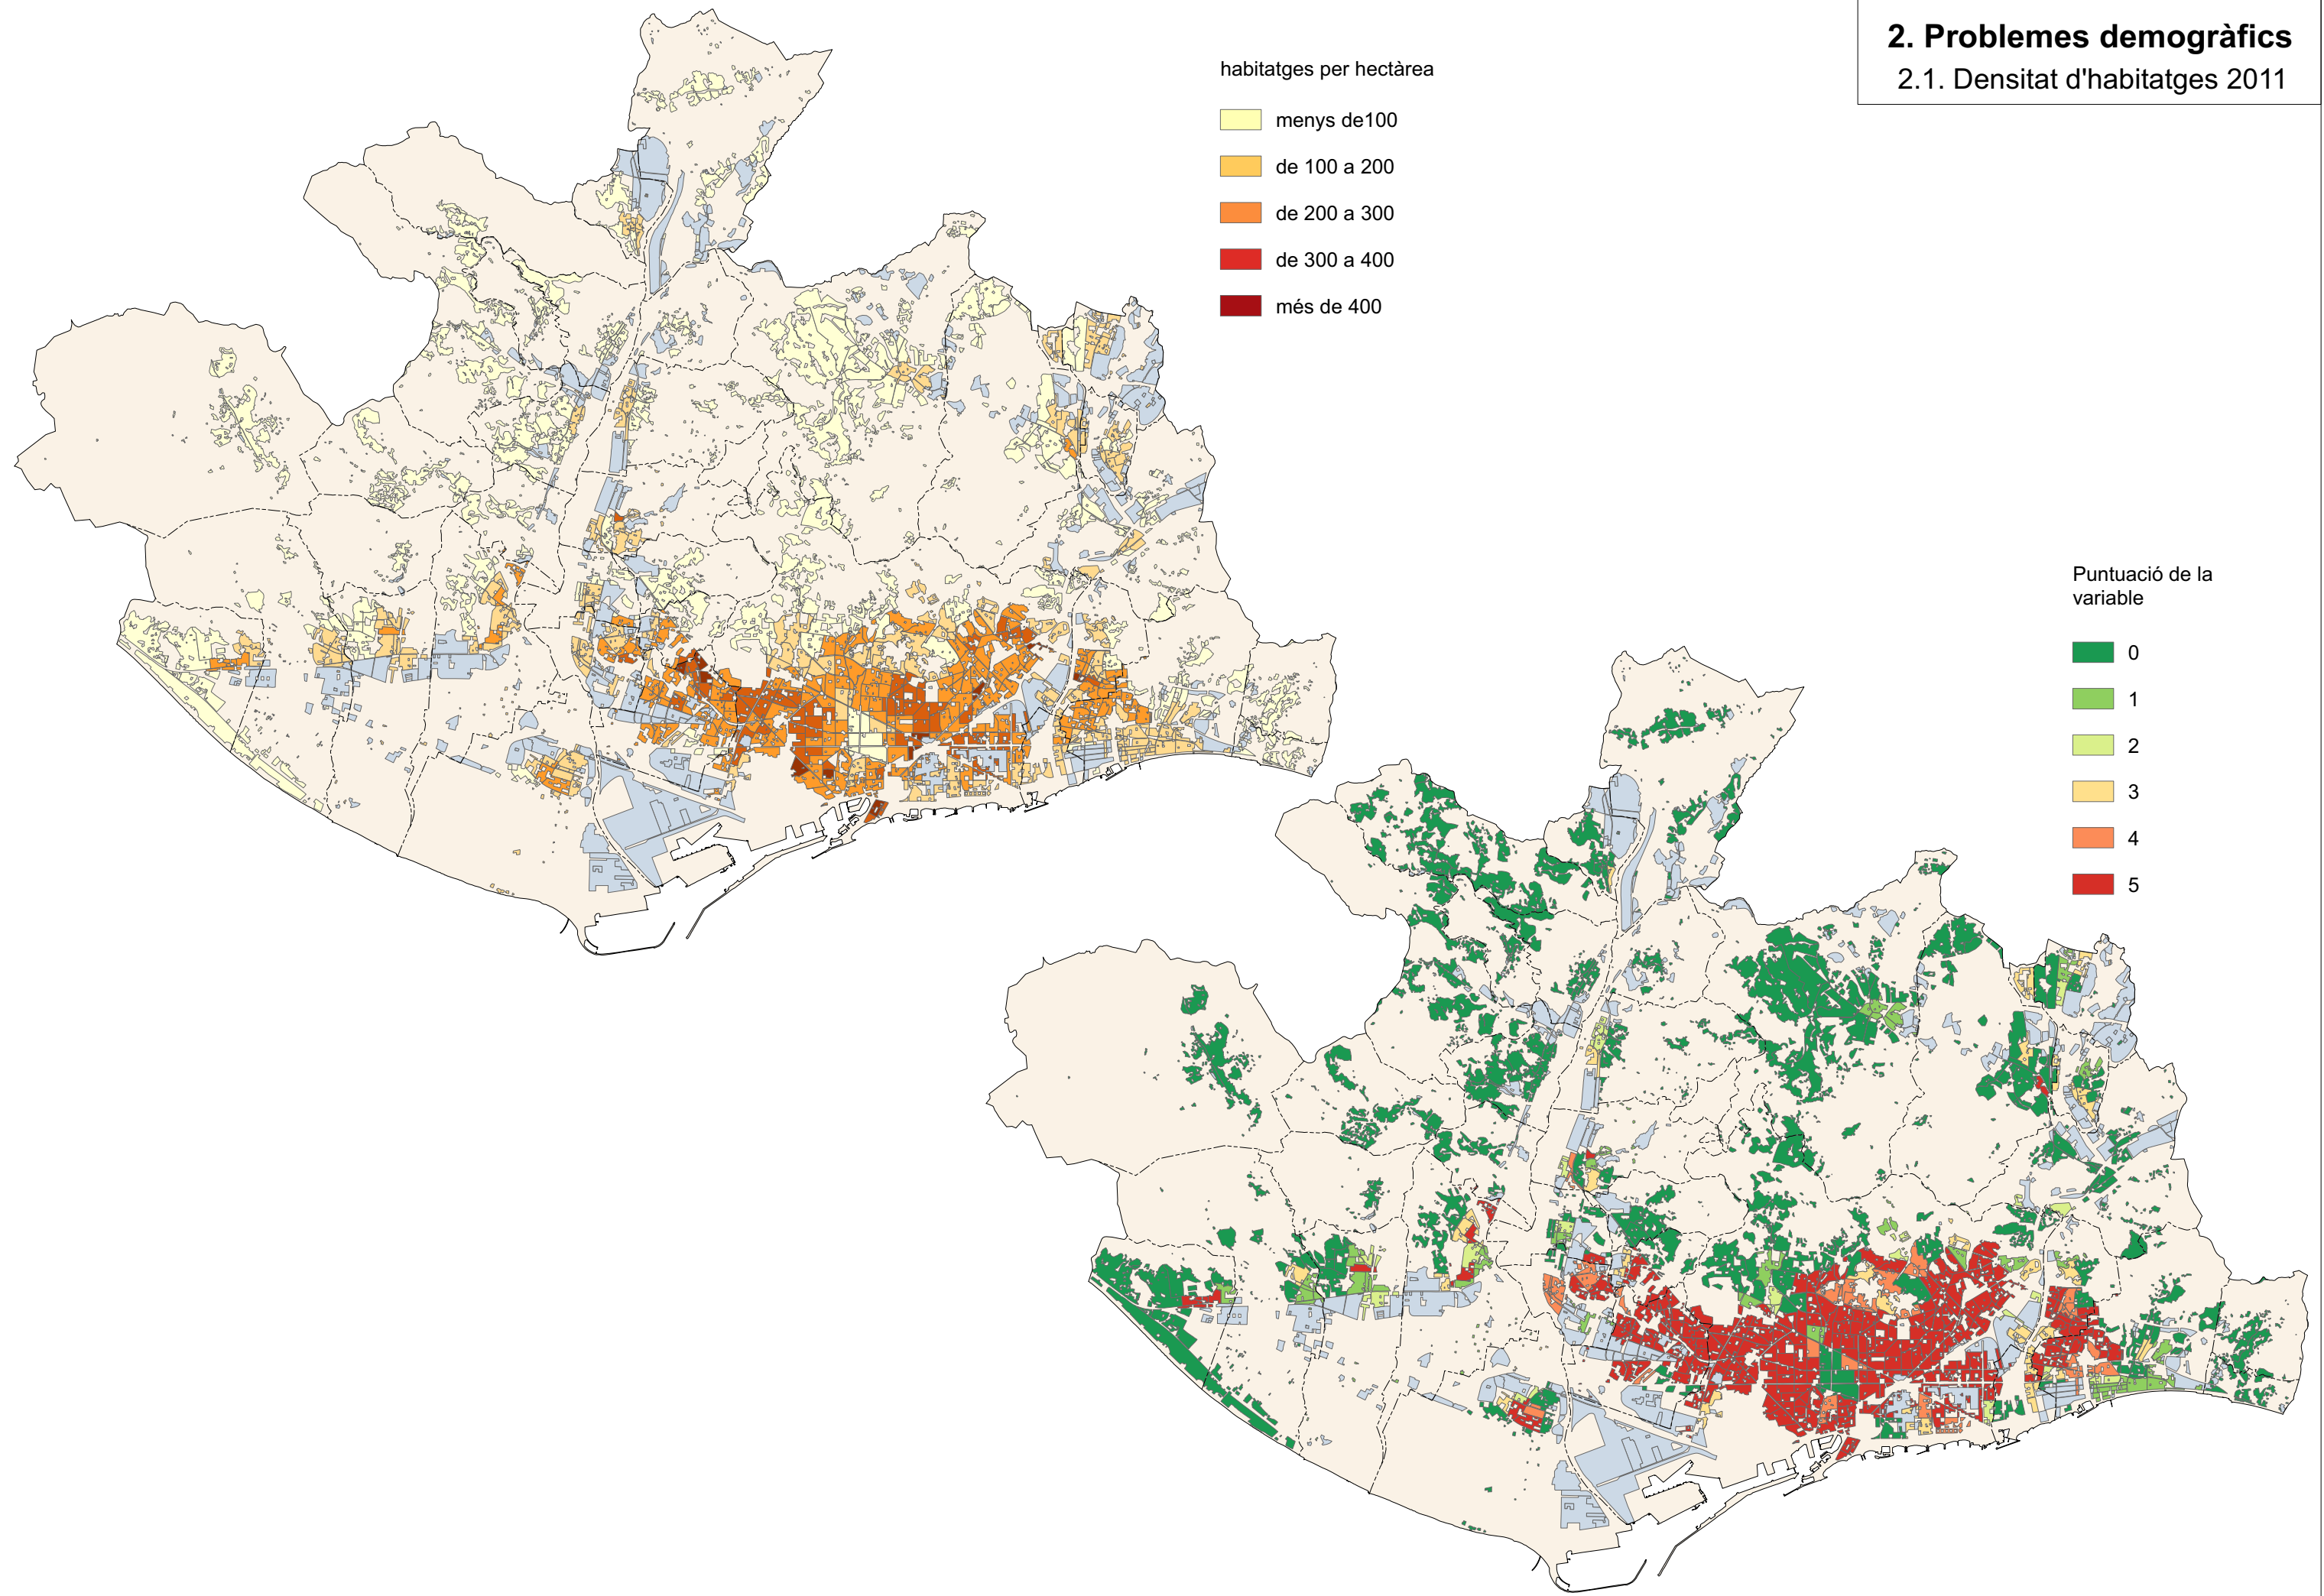 2. Problemes demogràfics
2.1. Densitat d'habitatges 2011
habitatges per hectàrea
menys de100
de 100 a 200
de 200 a 300
de 300 a 400
més de 400
Puntuació de la
variable
0
1
2
3
4
5